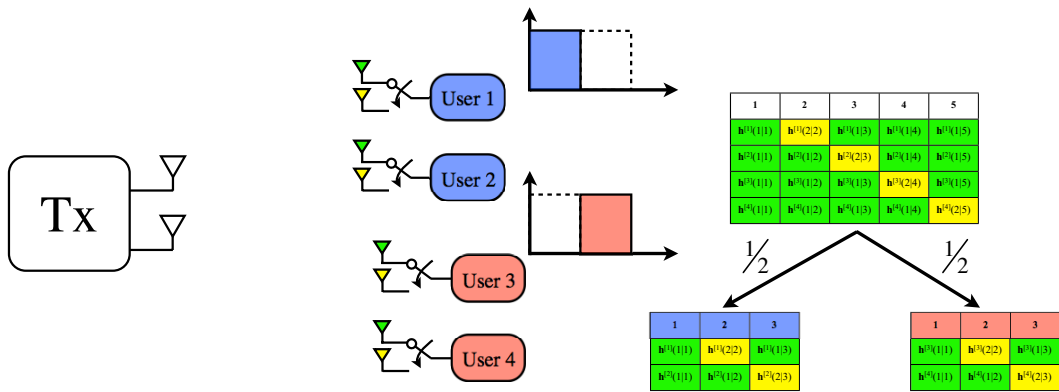 Tx
User 1
User 2
User 3
User 4
1 2 3 4 5
h[1](1|1) h[1](2|2) h[1](1|3) h[1](1|4) h[1](1|5)
h[2](1|1) h[2](1|2) h[2](2|3) h[2](1|4) h[2](1|5)
h[3](1|1) h[3](1|2) h[3](1|3) h[3](2|4) h[3](1|5)
h[4](1|1) h[4](1|2) h[4](1|3) h[4](1|4) h[4](2|5)
1/2 1/2
1 2 3
h[1](1|1) h[1](2|2) h[1](1|3)
h[2](1|1) h[2](1|2) h[2](2|3)
1 2 3
h[3](1|1) h[3](2|2) h[3](1|3)
h[4](1|1) h[4](1|2) h[4](2|3)